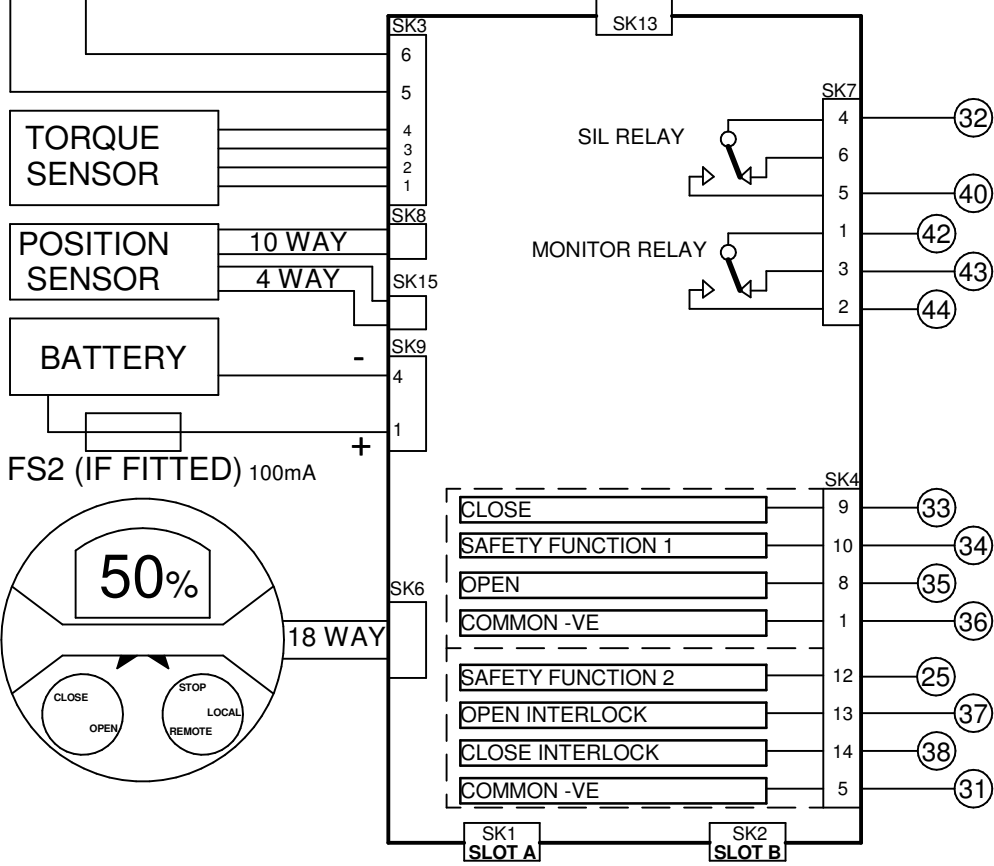 SK3
SK13
6
5
SK7
TORQUE
SENSOR
4
3
2
1
SIL RELAY
4
32
6
5
40
SK8
POSITION
SENSOR
10 WAY
4 WAY
SK15
MONITOR RELAY
1
42
3
43
2
44
BATTERY
-
SK9
4
1
+
FS2 (IF FITTED) 100mA
SK4
CLOSE
9
33
SAFETY FUNCTION 1
10
34
OPEN
8
35
COMMON -VE
1
36
SAFETY FUNCTION 2
12
25
OPEN INTERLOCK
13
37
CLOSE INTERLOCK
14
38
COMMON -VE
5
31
50%
SK6
18 WAY
CLOSE
OPEN
STOP
LOCAL
REMOTE
SK1
SLOT A
SK2
SLOT B